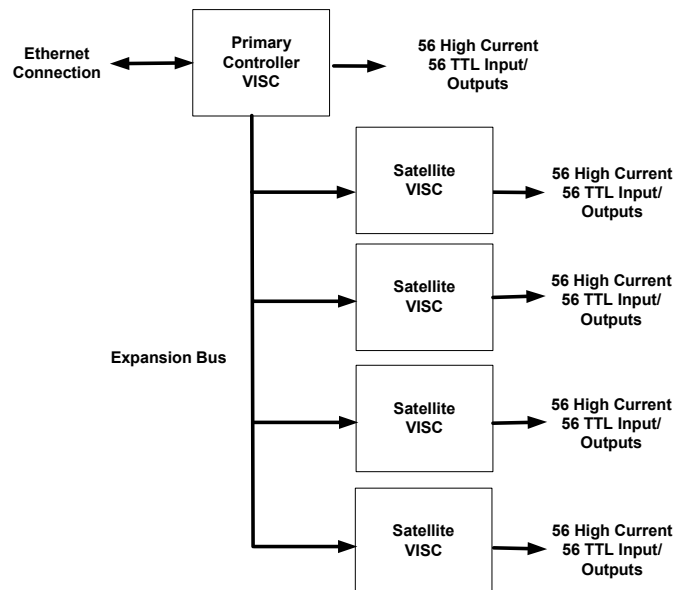 Ethernet
Connection
Primary
Controller
VISC
56 High Current
56 TTL Input/
Outputs
Satellite
VISC
56 High Current
56 TTL Input/
Outputs
Satellite
VISC
56 High Current
56 TTL Input/
Outputs
Expansion Bus
Satellite
VISC
56 High Current
56 TTL Input/
Outputs
Satellite
VISC
56 High Current
56 TTL Input/
Outputs